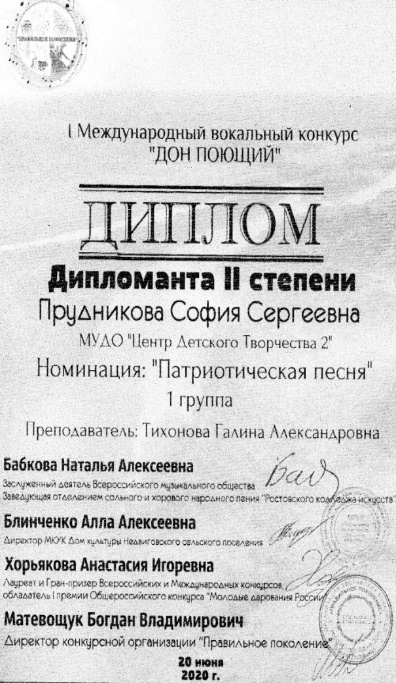 I Международный вокальный конкурс
"ДОН ПОЮЩИЙ"
ДИПЛОМ
Дипломанта II степени
Прудникова София Сергеевна
МУДО "Центр Детского Творчества 2"
Номинация: "Патриотическая песня"
1 группа
Преподаватель: Тихонова Галина Александровна
Бабкова Наталья Алексеевна
Заслуженный деятель Всероссийского музыкального общества
Заведующая отделением сольного и хорового народного пения "Ростовского колледжа искусств"
Блинченко Алла Алексеевна
Директор МКУК Дом культуры Недвиговского сельского поселения
Хорьякова Анастасия Игоревна
Лауреат и Гран-призер Всероссийских и Международных конкурсов,
обладатель I премии Общероссийского конкурса "Молодые дарования России"
Матевощук Богдан Владимирович
Директор конкурсной организации "Правильное поколение"
20 июня
2020 г.